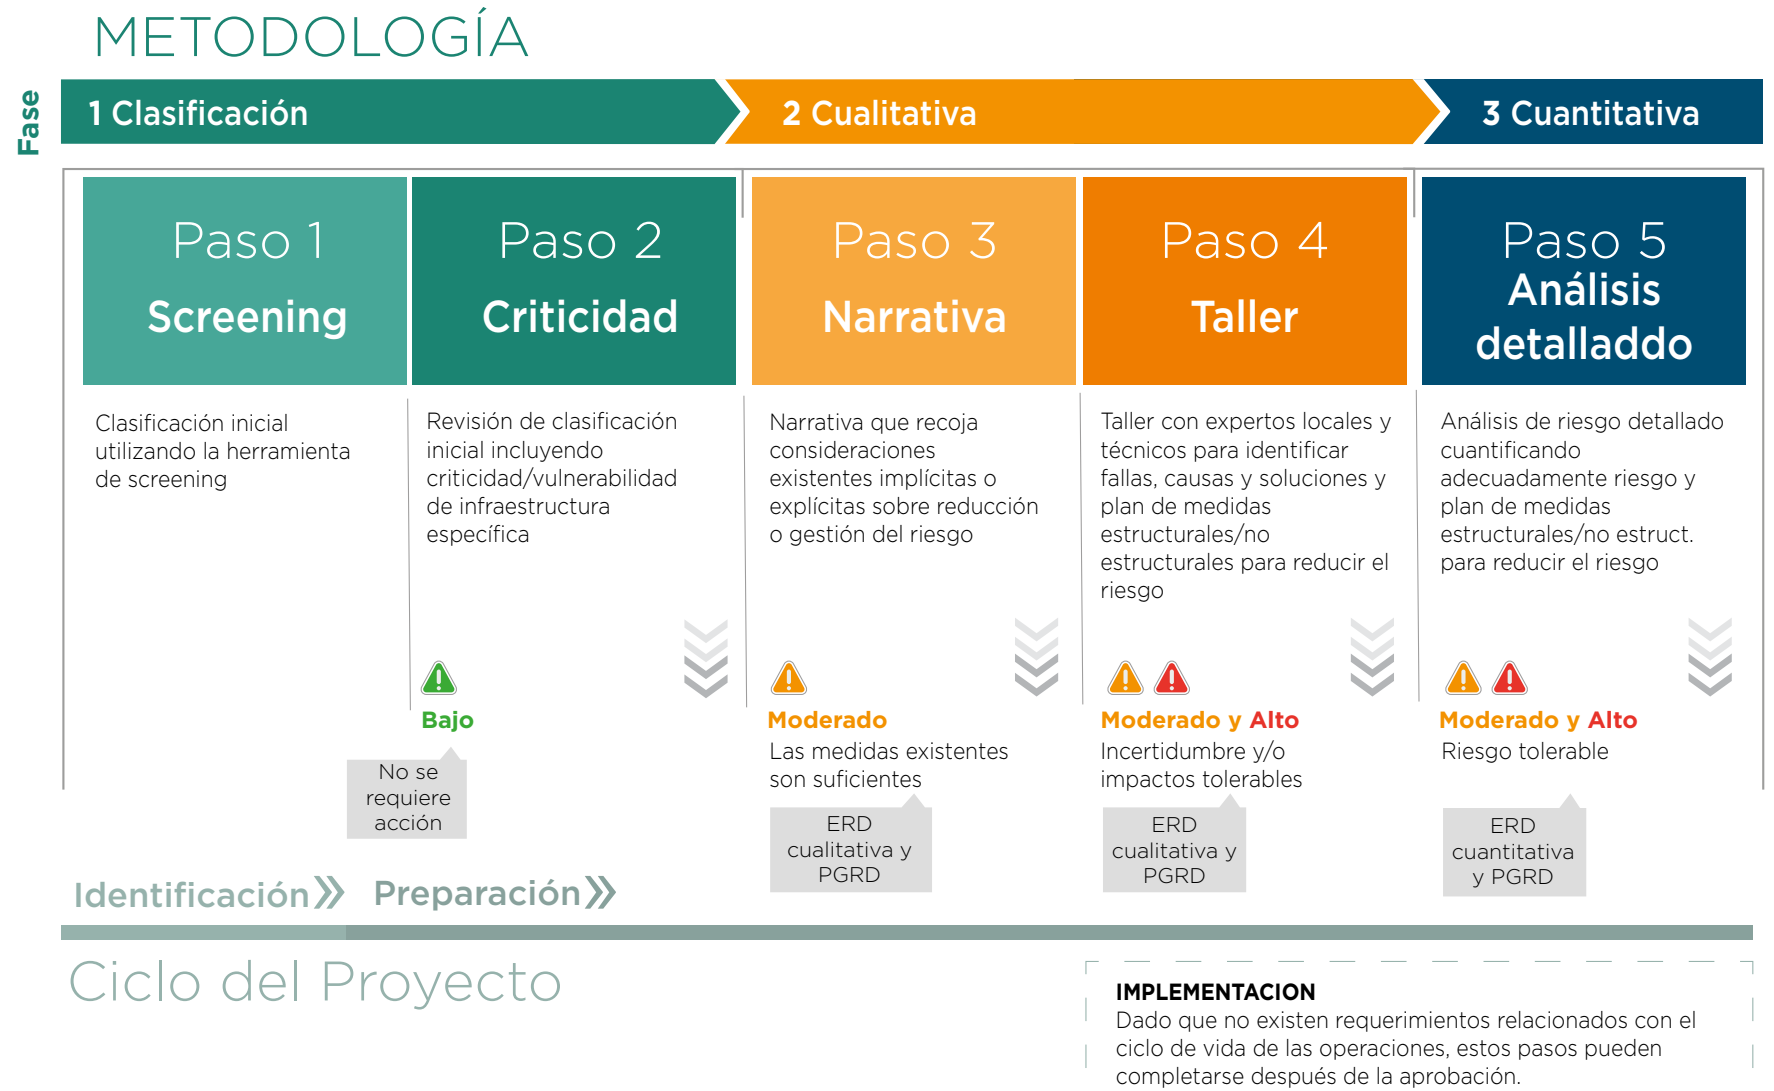 METODOLOGÍA
Fase
1 Clasificación
2 Cualitativa
3 Cuantitativa
Paso 1
Screening
Paso 2
Criticidad
Paso 3
Narrativa
Paso 4
Taller
Paso 5
Análisis
detalladdo
Clasificación inicial
utilizando la herramienta
de screening
Revisión de clasificación
inicial incluyendo
criticidad/vulnerabilidad
de infraestructura
específica
Narrativa que recoja
consideraciones
existentes implícitas o
explícitas sobre reducción
o gestión del riesgo
Taller con expertos locales y
técnicos para identificar
fallas, causas y soluciones y
plan de medidas
estructurales/no
estructurales para reducir el
riesgo
Análisis de riesgo detallado
cuantificando
adecuadamente riesgo y
plan de medidas
estructurales/no estruct.
para reducir el riesgo
Bajo
No se
requiere
acción
Moderado
Las medidas existentes
son suficientes
ERD
cualitativa y
PGRD
Moderado y Alto
Incertidumbre y/o
impactos tolerables
ERD
cualitativa y
PGRD
Moderado y Alto
Riesgo tolerable
ERD
cuantitativa
y PGRD
Identificación
Preparación
Ciclo del Proyecto
IMPLEMENTACION
Dado que no existen requerimientos relacionados con el
ciclo de vida de las operaciones, estos pasos pueden
completarse después de la aprobación.